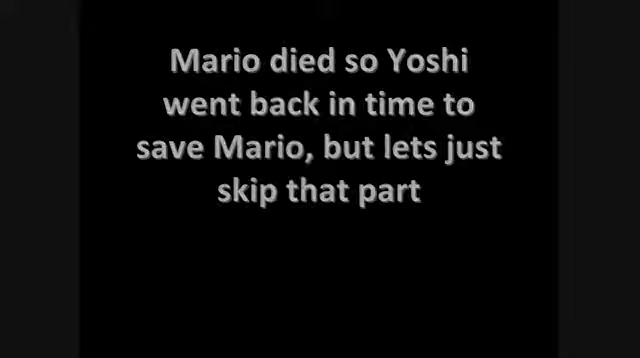 Mario died so Yoshi
went back in time to
save Mario, but lets just
skip that part